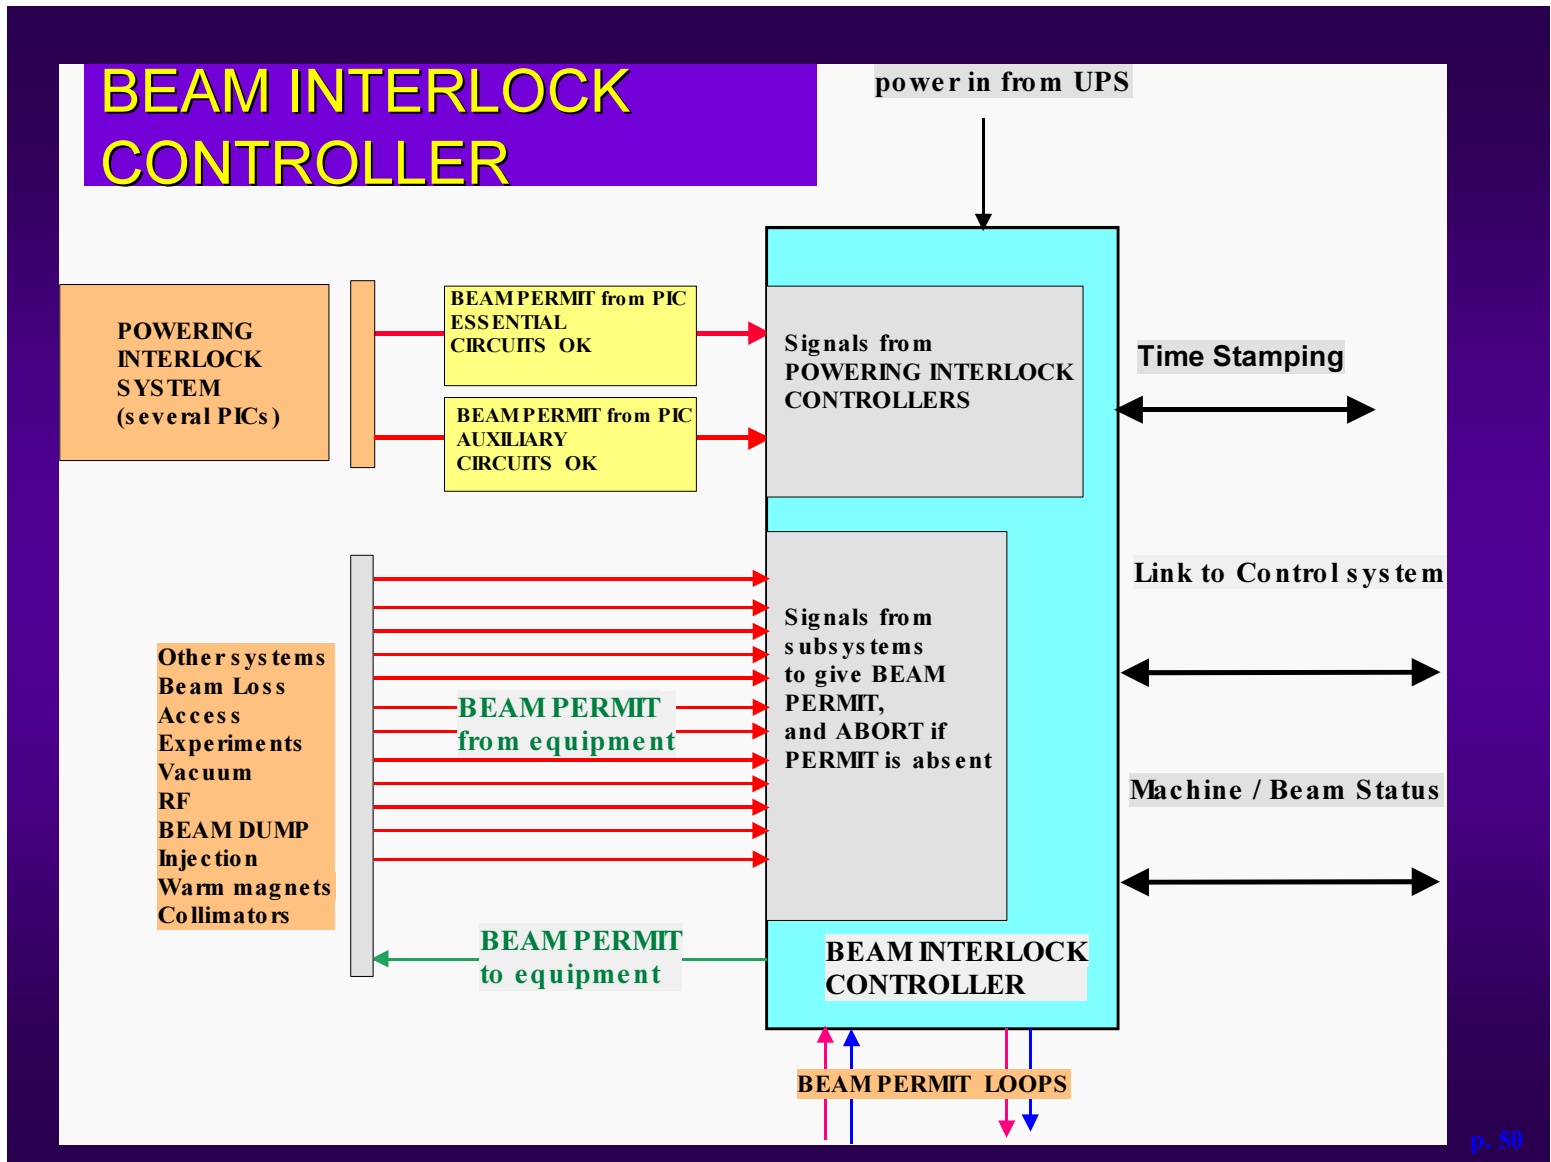 BEAM INTERLOCK
CONTROLLER
power in from UPS
POWERING
INTERLOCK
SYSTEM
(several PICs)
BEAM PERMIT from PIC
ESSENTIAL
CIRCUITS OK
BEAM PERMIT from PIC
AUXILIARY
CIRCUITS OK
Signals from
POWERING INTERLOCK
CONTROLLERS
Time Stamping
Link to Control system
Machine / Beam Status
Other systems
Beam Loss
Access
Experiments
Vacuum
RF
BEAM DUMP
Injection
Warm magnets
Collimators
BEAM PERMIT
from equipment
Signals from
subsystems
to give BEAM
PERMIT,
and ABORT if
PERMIT is absent
BEAM PERMIT
to equipment
BEAM INTERLOCK
CONTROLLER
BEAM PERMIT LOOPS
p. 50